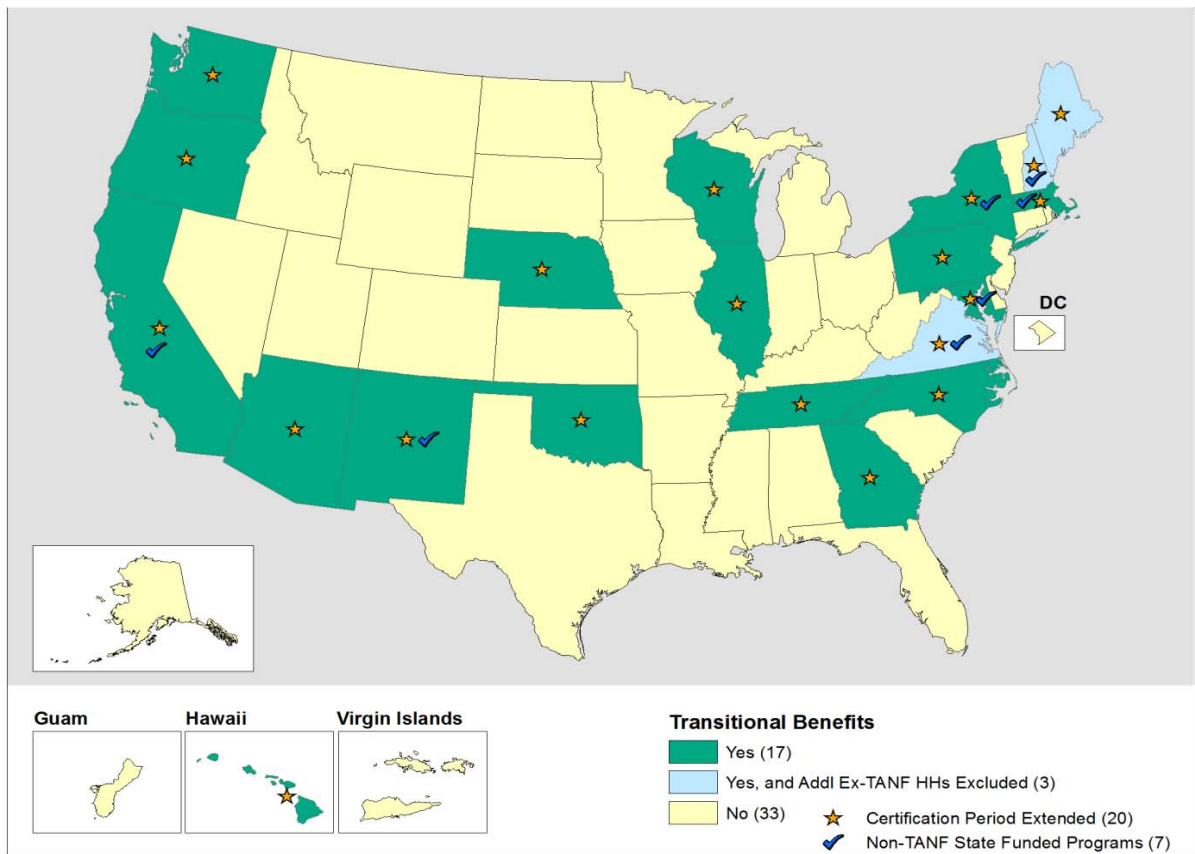 DC
Guam
Hawaii
Virgin Islands
Transitional Benefits
Yes (17)
Yes, and Addl Ex-TANF HHs Excluded (3)
No (33)
Certification Period Extended (20)
Non-TANF State Funded Programs (7)